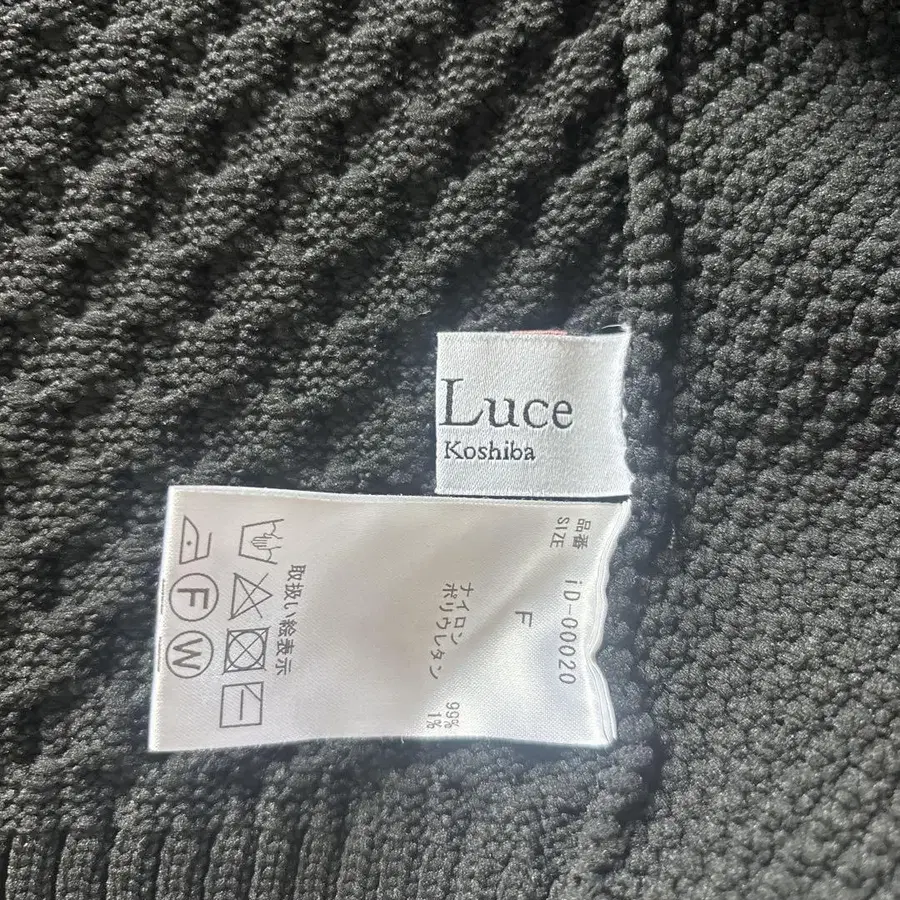 Luce
Koshiba
品番 iD-00020
SIZE F
ナイロン 99%
ポリウレタン 1%
取扱い絵表示
F
W